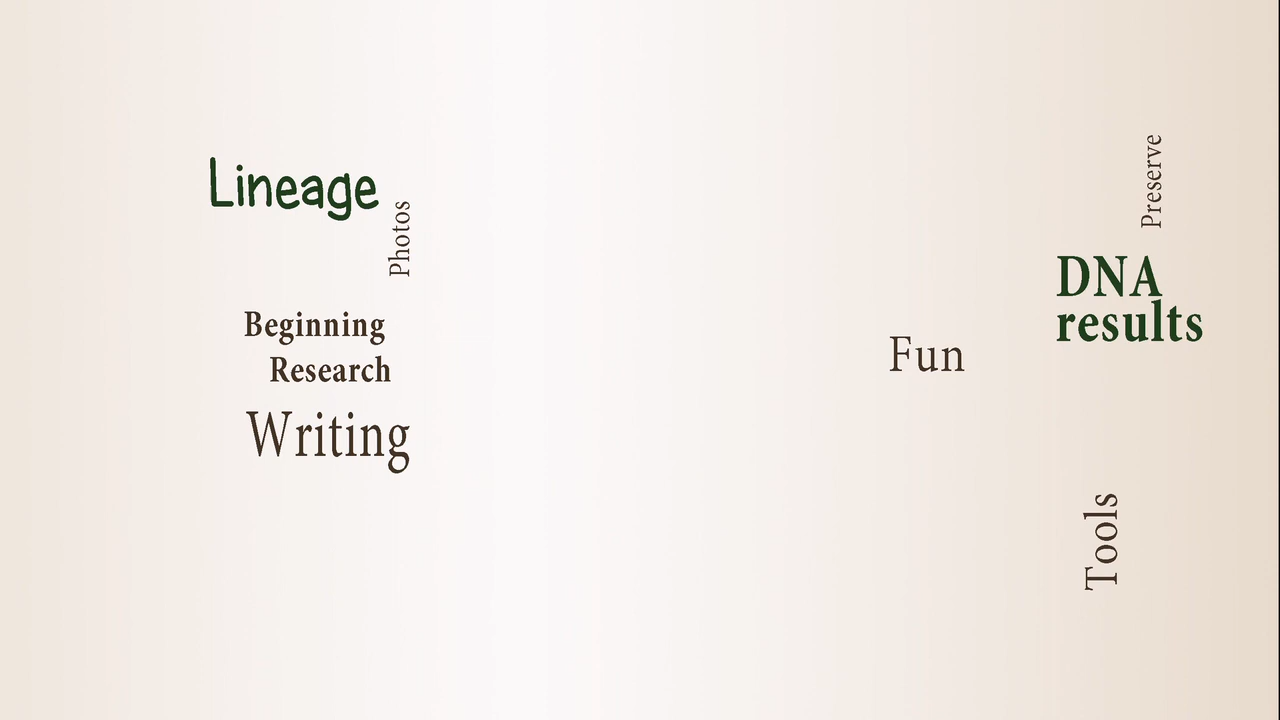 Lineage
Photos
Beginning
Research
Writing
Fun
Preserve
DNA
results
Tools